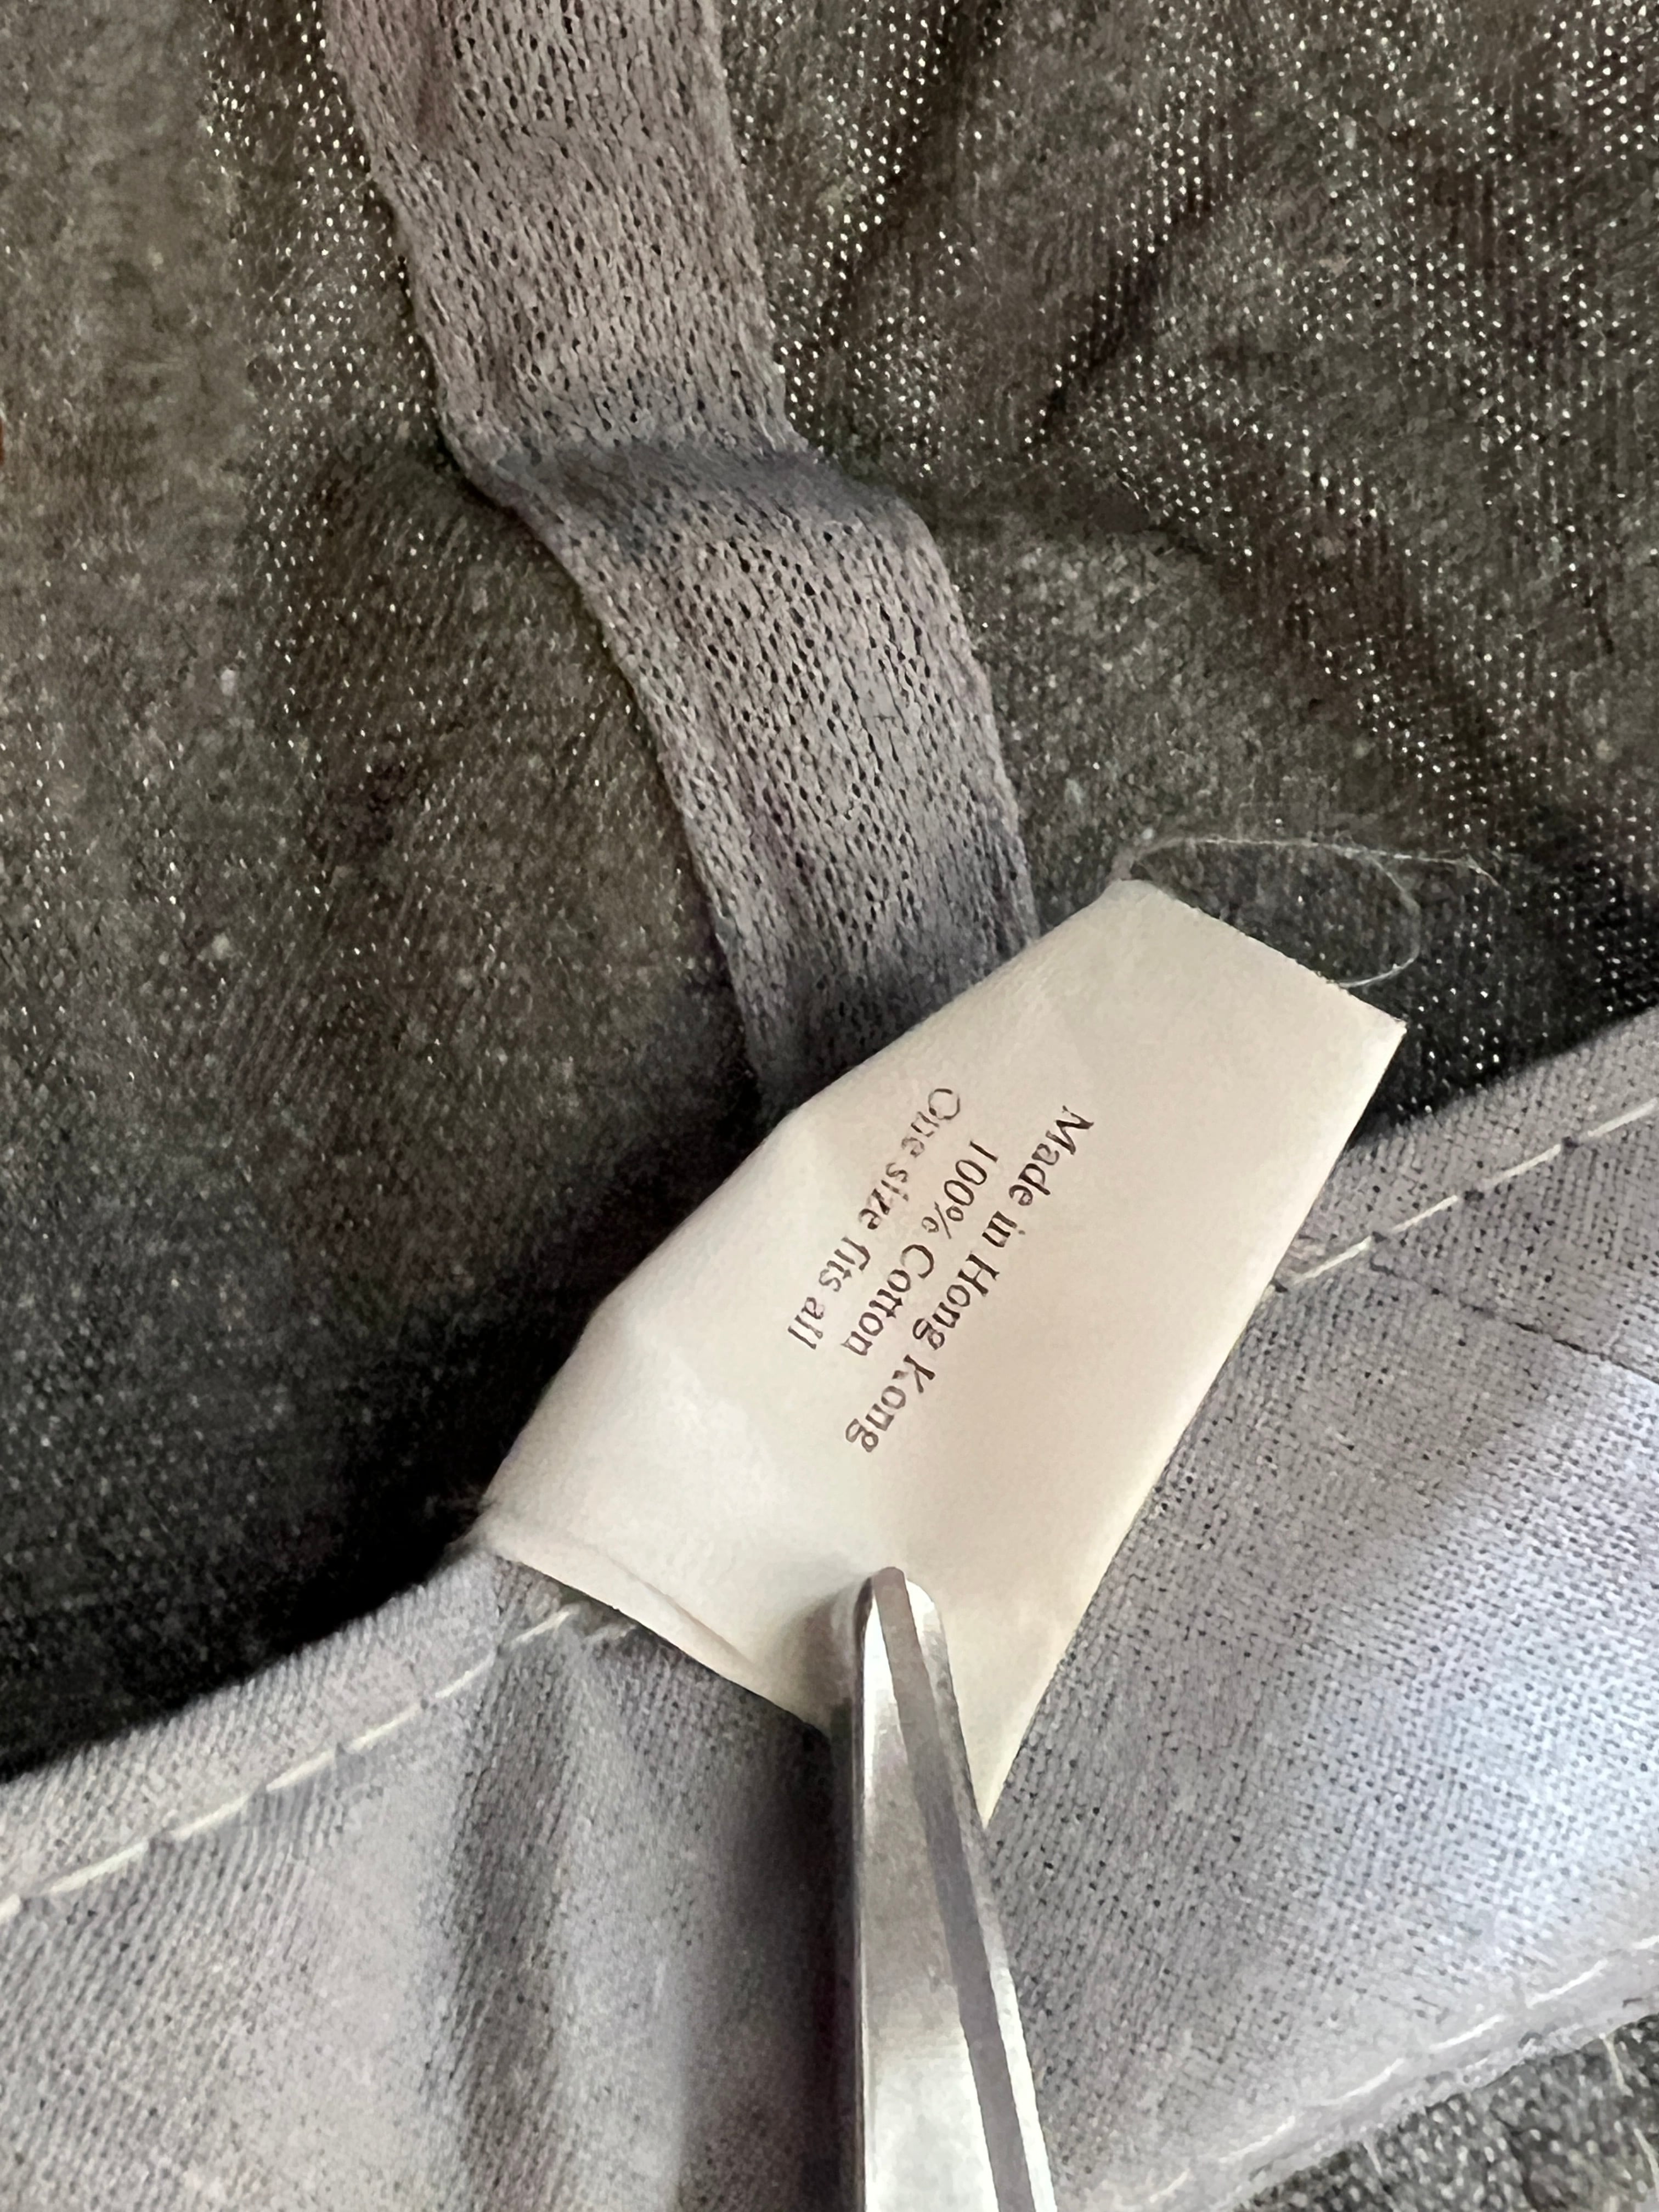 Made in Hong Kong
100% Cotton
One size fits all